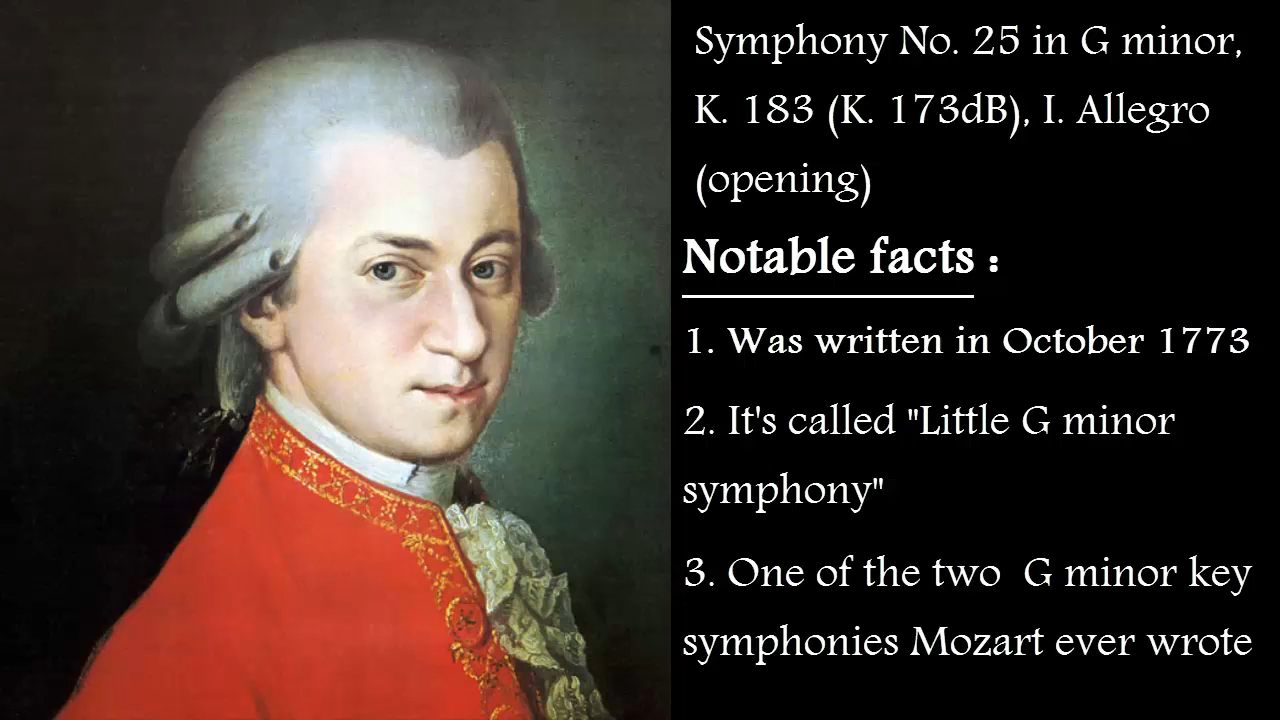 Symphony No. 25 in G minor,
K. 183 (K. 173dB), I. Allegro
(opening)
Notable facts :
1. Was written in October 1773
2. It's called "Little G minor
symphony"
3. One of the two  G minor key
symphonies Mozart ever wrote